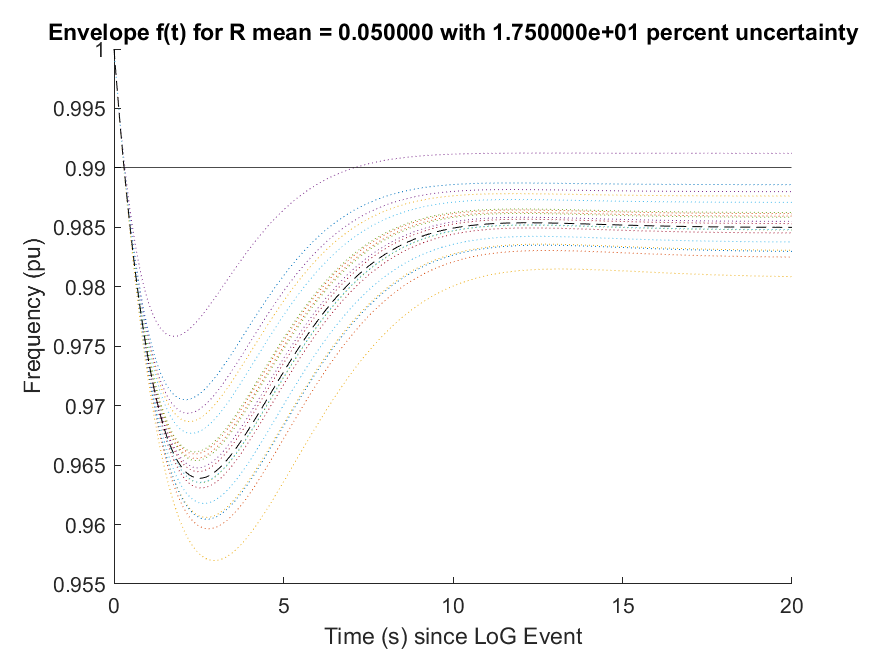 Envelope f(t) for R mean = 0.050000 with 1.750000e+01 percent uncertainty
1
0.995
0.99
0.985
0.98
0.975
0.97
0.965
0.96
0.955
Frequency (pu)
0 5 10 15 20
Time (s) since LoG Event